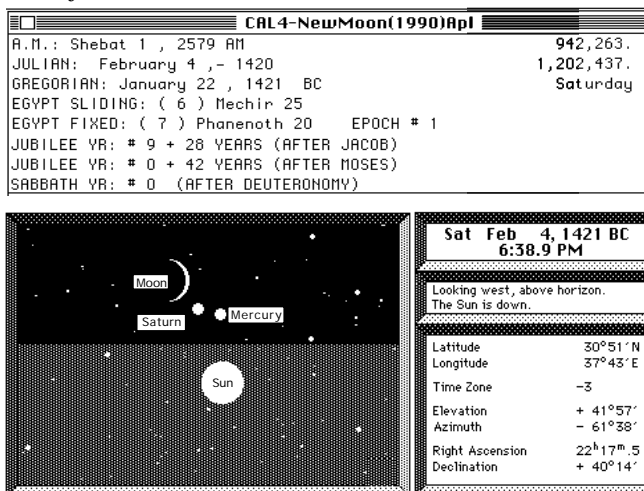 CAL4-NewMoon(1990)Apl
A.M.: Shebat 1 , 2579 AM 942,263.
JULIAN: February 4 ,- 1420 1,202,437.
GREGORIAN: January 22 , 1421 BC Saturday
EGYPT SLIDING: ( 6 ) Mechir 25
EGYPT FIXED: ( 7 ) Phanenoth 20 EPOCH # 1
JUBILEE YR: # 9 + 28 YEARS (AFTER JACOB)
JUBILEE YR: # 0 + 42 YEARS (AFTER MOSES)
SABBATH YR: # 0 (AFTER DEUTERONOMY)
Moon
Saturn
Mercury
Sun
Sat Feb 4, 1421 BC
6:38.9 PM
Looking west, above horizon.
The Sun is down.
Latitude 30°51'N
Longitude 37°43'E
Time Zone -3
Elevation + 41°57'
Azimuth - 61°38'
Right Ascension 22h17m.5
Declination + 40°14'